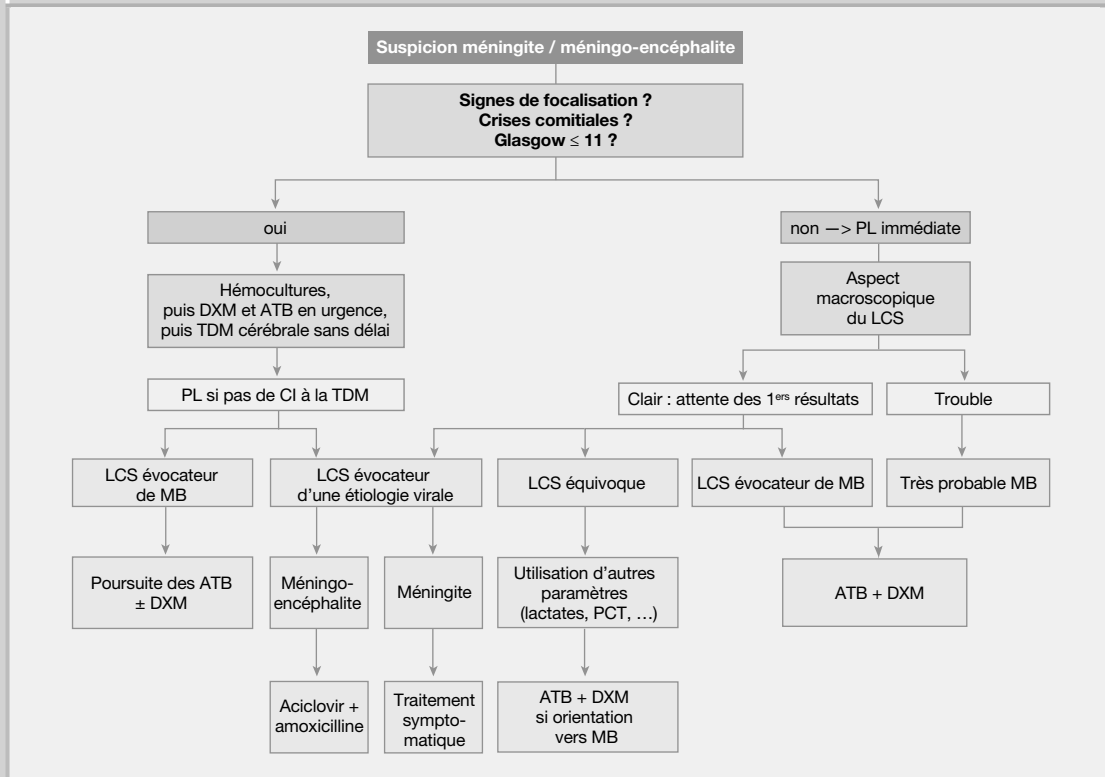 Suspicion méningite / méningo-encéphalite
Signes de focalisation ?
Crises comitiales ?
Glasgow ≤ 11 ?
oui
non —> PL immédiate
Hémocultures,
puis DXM et ATB en urgence,
puis TDM cérébrale sans délai
Aspect
macroscopique
du LCS
PL si pas de CI à la TDM
Clair : attente des 1ers résultats
Trouble
LCS évocateur
de MB
LCS évocateur
d'une étiologie virale
LCS équivoque
LCS évocateur de MB
Très probable MB
Poursuite des ATB
± DXM
Méningo-
encéphalite
Méningite
Utilisation d'autres
paramètres
(lactates, PCT, …)
ATB + DXM
Aciclovir +
amoxicilline
Traitement
sympto-
matique
ATB + DXM
si orientation
vers MB